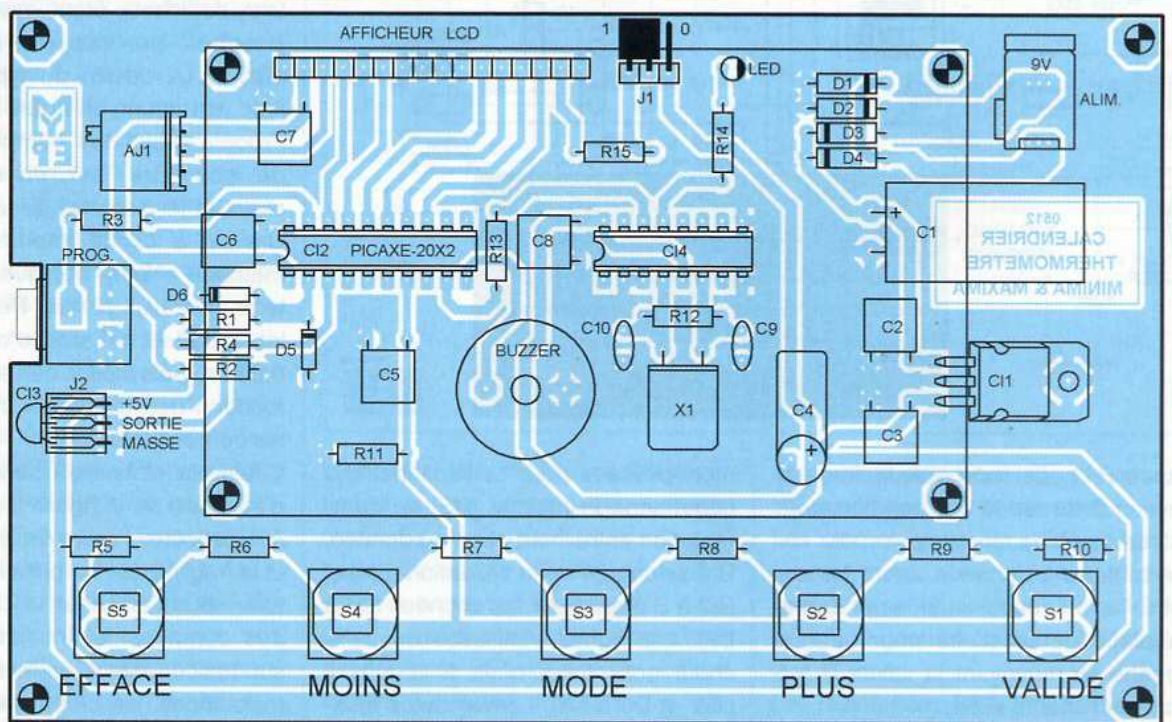 AFFICHEUR LCD
1
0
J1
LED
D1
D2
D3
D4
9V
ALIM.
M
EP
AJ1
C7
R15
R14
R3
C6
CI2 PICAXE-20X2
R13
C8
CI4
+
C1
0512
CALENDRIER
THERMOMETRE
MINIMA & MAXIMA
PROG.
D6
R1
R4
R2
D5
C5
BUZZER
C10
R12
C9
X1
C2
CI1
C3
C4
+
CI3
J2
+5V
SORTIE
MASSE
R11
R5
R6
R7
R8
R9
R10
S5
S4
S3
S2
S1
EFFACE
MOINS
MODE
PLUS
VALIDE